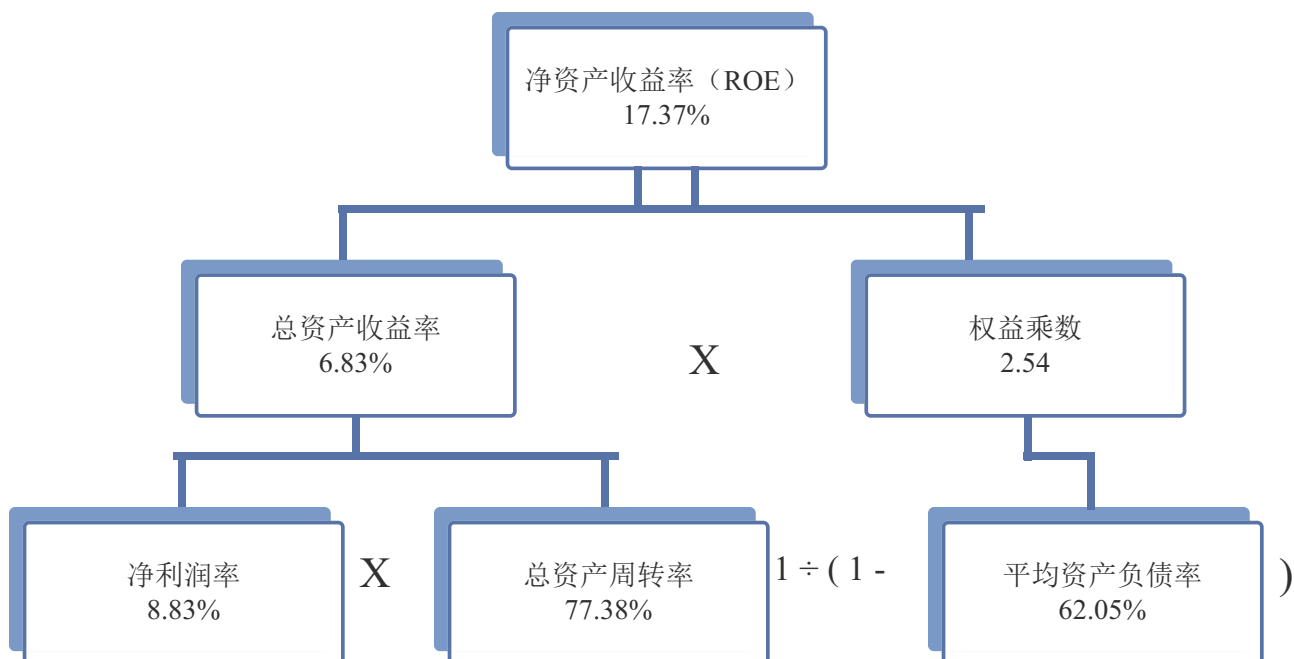 净资产收益率（ROE）
17.37%
总资产收益率
6.83%
X
权益乘数
2.54
净利润率
8.83%
X
总资产周转率
77.38%
1 ÷ ( 1 -
平均资产负债率
62.05%
)